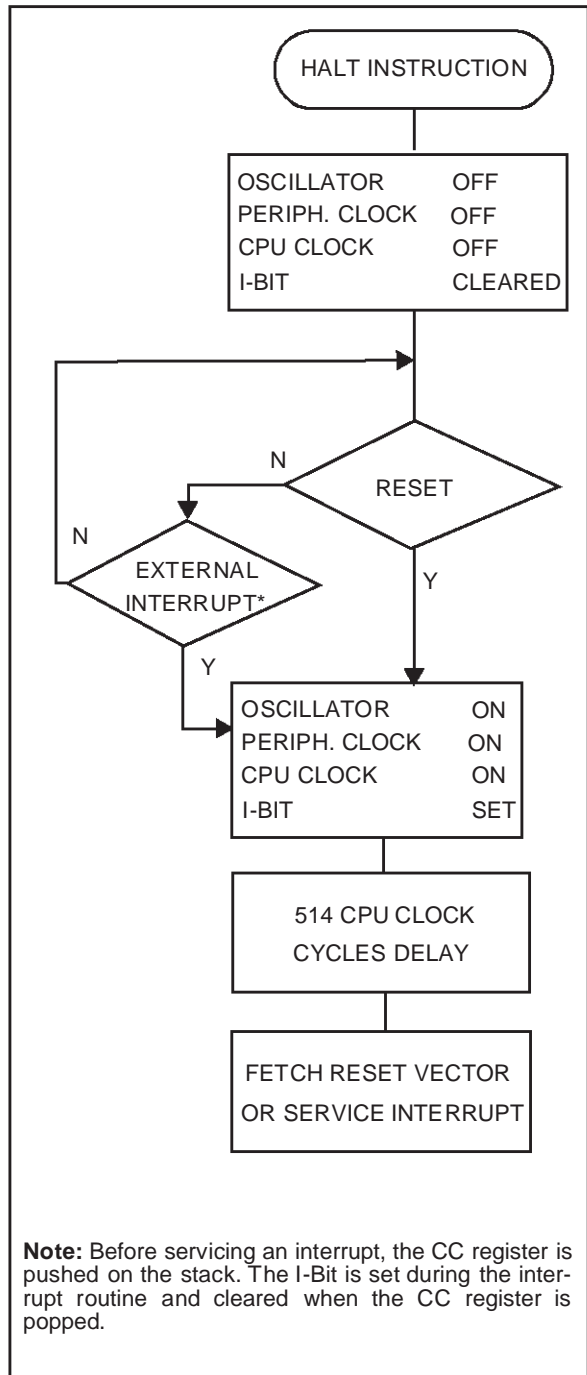 HALT INSTRUCTION
OSCILLATOR OFF
PERIPH. CLOCK OFF
CPU CLOCK OFF
I-BIT CLEARED
N
RESET
N
EXTERNAL
INTERRUPT*
Y
Y
OSCILLATOR ON
PERIPH. CLOCK ON
CPU CLOCK ON
I-BIT SET
514 CPU CLOCK
CYCLES DELAY
FETCH RESET VECTOR
OR SERVICE INTERRUPT
Note: Before servicing an interrupt, the CC register is
pushed on the stack. The I-Bit is set during the inter-
rupt routine and cleared when the CC register is
popped.